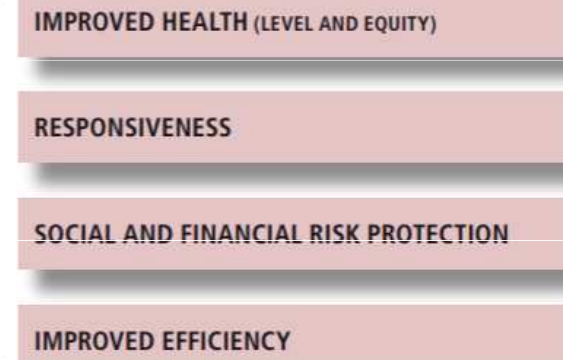 IMPROVED HEALTH (LEVEL AND EQUITY)
RESPONSIVENESS
SOCIAL AND FINANCIAL RISK PROTECTION
IMPROVED EFFICIENCY